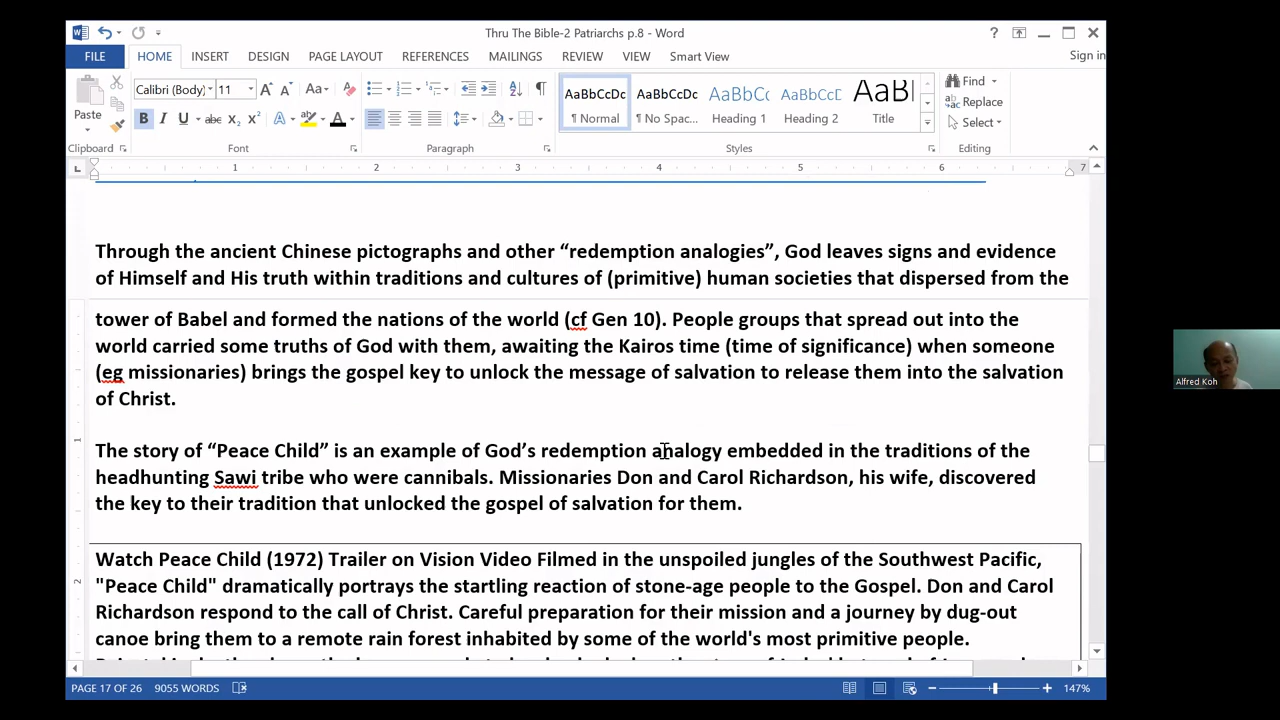 Thru The Bible-2 Patriarchs p.8 - Word
FILE HOME INSERT DESIGN PAGE LAYOUT REFERENCES MAILINGS REVIEW VIEW Smart View Sign in
Paste
Calibri (Body) 11 Aa
B I U abc X₂ X² A A
AaBbCcDc AaBbCcDc AaBbCc AaBbCcD AaB
¶ Normal ¶ No Spac... Heading 1 Heading 2 Title
Find
Replace
Select
Clipboard Font Paragraph Styles Editing
1 2 3 4 5 6 7
Through the ancient Chinese pictographs and other “redemption analogies”, God leaves signs and evidence
of Himself and His truth within traditions and cultures of (primitive) human societies that dispersed from the
tower of Babel and formed the nations of the world (cf Gen 10). People groups that spread out into the
world carried some truths of God with them, awaiting the Kairos time (time of significance) when someone
(eg missionaries) brings the gospel key to unlock the message of salvation to release them into the salvation
of Christ.
The story of “Peace Child” is an example of God’s redemption analogy embedded in the traditions of the
headhunting Sawi tribe who were cannibals. Missionaries Don and Carol Richardson, his wife, discovered
the key to their tradition that unlocked the gospel of salvation for them.
Watch Peace Child (1972) Trailer on Vision Video Filmed in the unspoiled jungles of the Southwest Pacific,
"Peace Child" dramatically portrays the startling reaction of stone-age people to the Gospel. Don and Carol
Richardson respond to the call of Christ. Careful preparation for their mission and a journey by dug-out
canoe bring them to a remote rain forest inhabited by some of the world's most primitive people.
PAGE 17 OF 26 9055 WORDS 147%
Alfred Koh